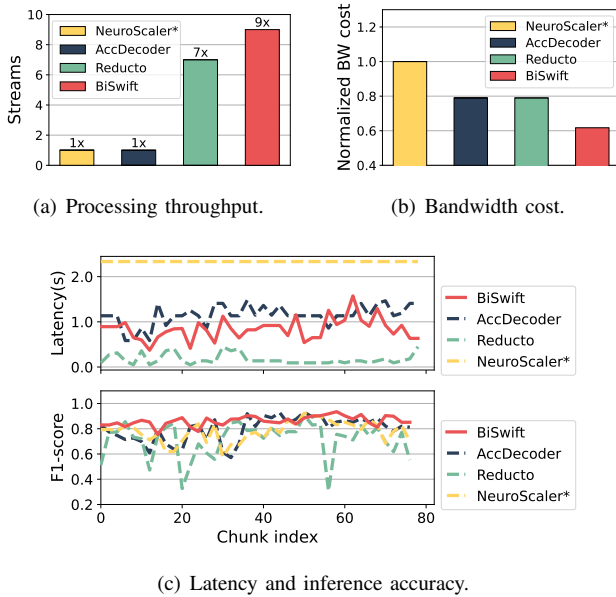 Streams
10
8
6
4
2
0
NeuroScaler*
AccDecoder
Reducto
BiSwift
1x
1x
7x
9x
(a) Processing throughput.
Normalized BW cost
1.2
1.0
0.8
0.6
0.4
NeuroScaler*
AccDecoder
Reducto
BiSwift
(b) Bandwidth cost.
Latency(s)
2.0
1.0
0.0
BiSwift
AccDecoder
Reducto
NeuroScaler*
F1-score
1.0
0.8
0.6
0.4
0.2
0 20 40 60 80
Chunk index
BiSwift
AccDecoder
Reducto
NeuroScaler*
(c) Latency and inference accuracy.